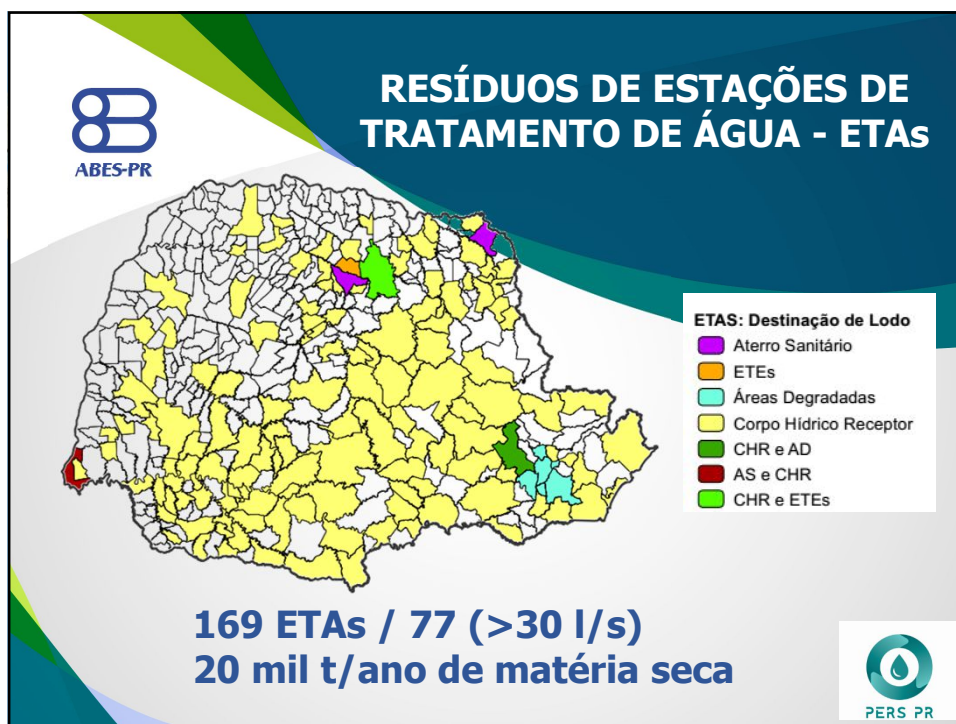 RESÍDUOS DE ESTAÇÕES DE
TRATAMENTO DE ÁGUA - ETAs
ABES-PR
ETAS: Destinação de Lodo
Aterro Sanitário
ETEs
Áreas Degradadas
Corpo Hídrico Receptor
CHR e AD
AS e CHR
CHR e ETEs
169 ETAs / 77 (>30 l/s)
20 mil t/ano de matéria seca
PERS PR